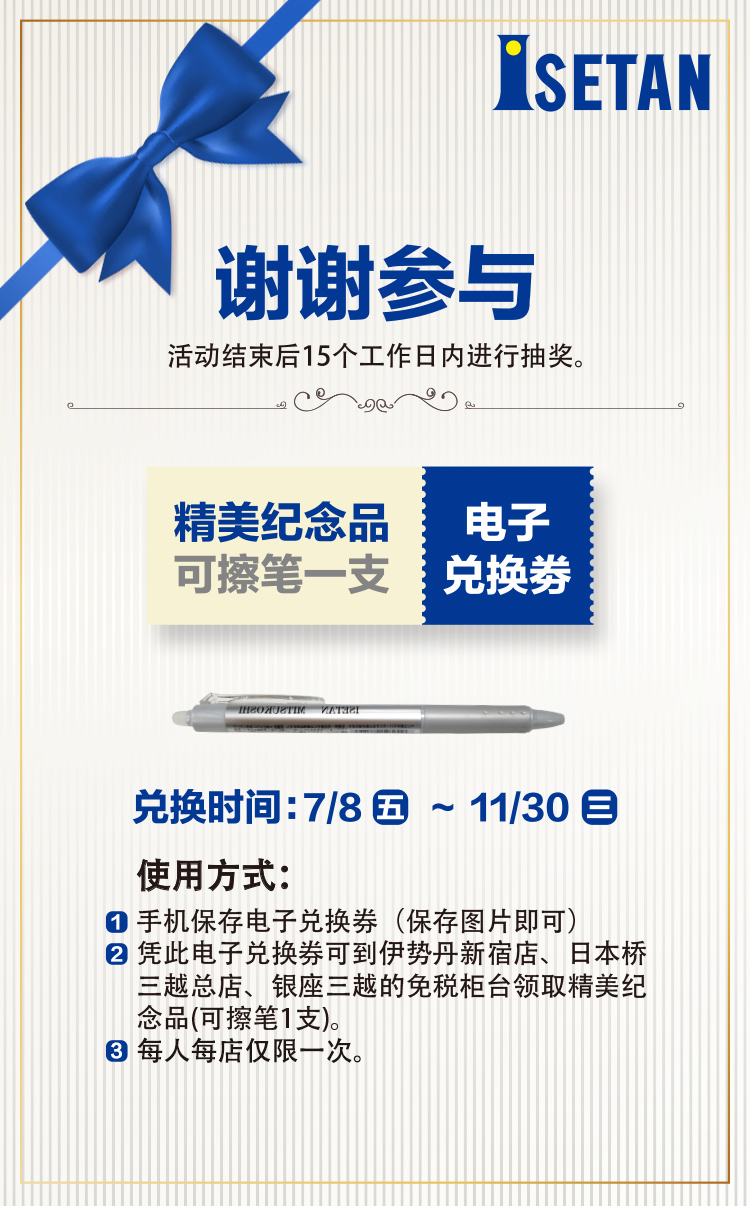 ISETAN
谢谢参与
活动结束后15个工作日内进行抽奖。
精美纪念品
可擦笔一支
电子
兑换券
ISETAN MITSUKOSHI
兑换时间：7/8 五 ~ 11/30 三
使用方式：
1 手机保存电子兑换券（保存图片即可）
2 凭此电子兑换券可到伊势丹新宿店、日本桥
三越总店、银座三越的免税柜台领取精美纪
念品(可擦笔1支)。
3 每人每店仅限一次。